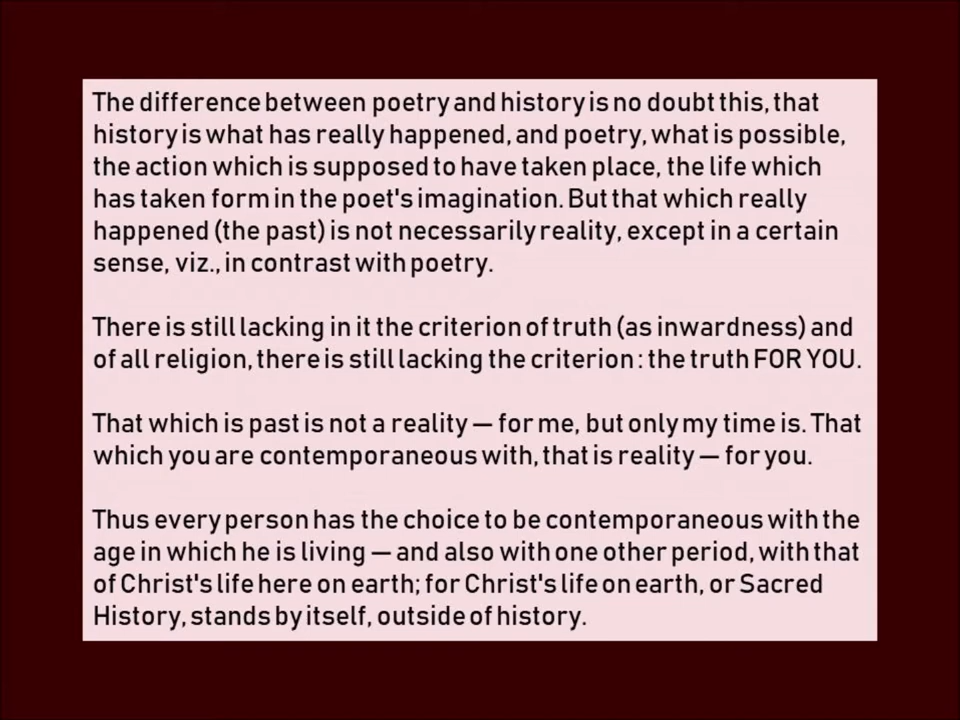 The difference between poetry and history is no doubt this, that
history is what has really happened, and poetry, what is possible,
the action which is supposed to have taken place, the life which
has taken form in the poet's imagination. But that which really
happened (the past) is not necessarily reality, except in a certain
sense, viz., in contrast with poetry.
There is still lacking in it the criterion of truth (as inwardness) and
of all religion, there is still lacking the criterion : the truth FOR YOU.
That which is past is not a reality — for me, but only my time is. That
which you are contemporaneous with, that is reality — for you.
Thus every person has the choice to be contemporaneous with the
age in which he is living — and also with one other period, with that
of Christ's life here on earth; for Christ's life on earth, or Sacred
History, stands by itself, outside of history.